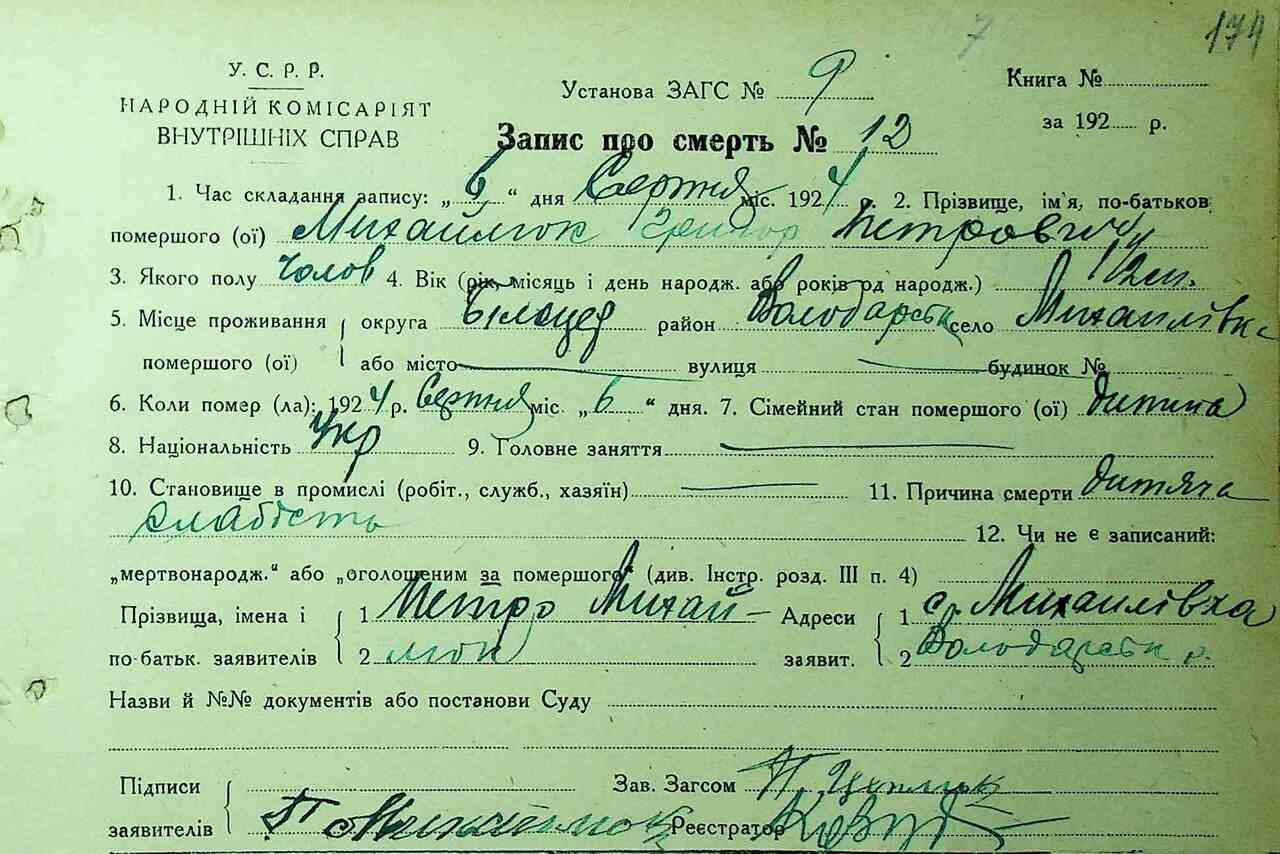 7 174
У. С. Р. Р.
НАРОДНІЙ КОМІСАРІЯТ
ВНУТРІШНІХ СПРАВ
Установа ЗАГС № 9
Книга №
за 192 р.
Запис про смерть № 12
1. Час складання запису: „6“ дня Серпня міс. 1924 р. 2. Прізвище, ім'я, по-батьков
помершого (ої) Михайлюк Григор Петрович
3. Якого полу чолов 4. Вік (рік, місяць і день народж. або років од народж.)
5. Місце проживання округа Білоцер район Володарськ село Михайлівка
помершого (ої) або місто вулиця будинок №
6. Коли помер (ла): 1924 р. Серпня міс. „6“ дня. 7. Сімейний стан помершого (ої) дитина
8. Національність Укр 9. Головне заняття
10. Становище в промислі (робіт., служб., хазяїн) 11. Причина смерти дитяча
слабість 12. Чи не є записаний:
„мертвонародж.“ або „оголошеним за помершого“ (див. Інстр. розд. III п. 4)
Прізвища, імена і 1 Петро Михай- Адреси 1 с. Михайлівка
по-батьк. заявителів 2 люк заявит. 2 Володарськ р.
Назви й №№ документів або постанови Суду
Підписи Зав. Загсом П.
заявителів П Михайлюк Реєстратор